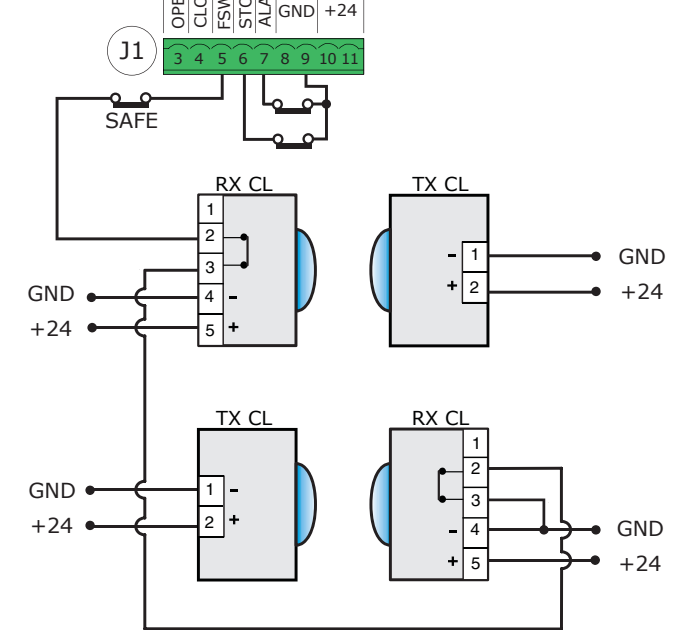 GND +24
J1
3 4 5 6 7 8 9 10 11
SAFE
RX CL
1
2
3
4 -
5 +
GND
+24
TX CL
- 1
+ 2
GND
+24
TX CL
1 -
2 +
GND
+24
RX CL
1
2
3
- 4
+ 5
GND
+24